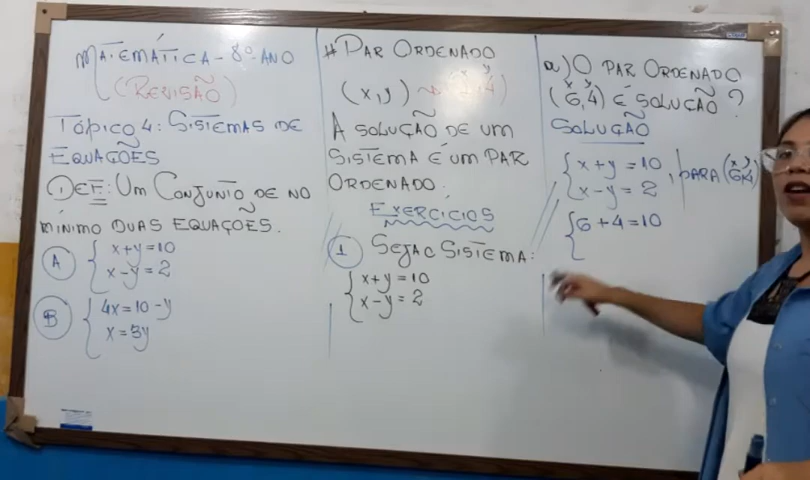 MATEMÁTICA - 8º ANO
(REVISÃO)
TÓPICO 4: SISTEMAS DE
EQUAÇÕES
DEF: UM CONJUNTO DE NO
MÍNIMO DUAS EQUAÇÕES.
A { x+y=10
x-y=2
B { 4x=10-y
x=3y
# PAR ORDENADO
x y
(x,y) ~ (6,4)
A SOLUÇÃO DE UM
SISTEMA É UM PAR
ORDENADO.
EXERCÍCIOS
1 SEJA O SISTEMA:
{ x+y=10
x-y=2
a) O PAR ORDENADO
x y
(6,4) É SOLUÇÃO?
SOLUÇÃO
{ x+y=10
x-y=2 , PARA (6,4)
x y
{ 6+4=10